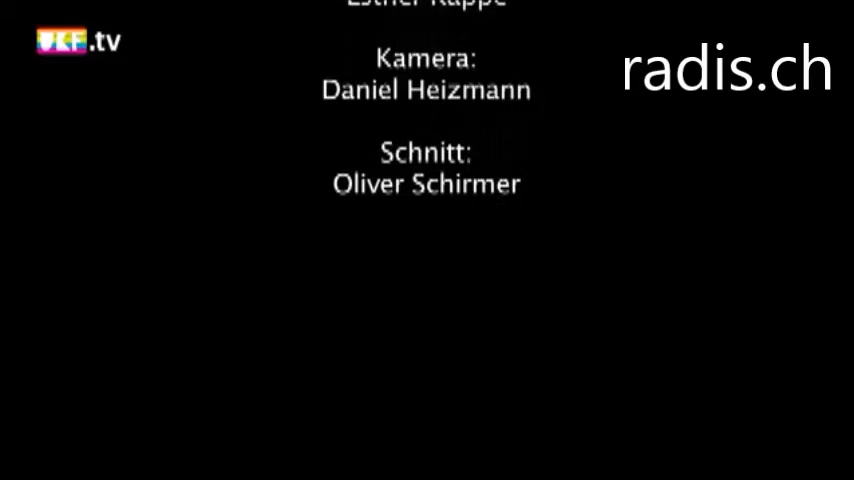 .tv
radis.ch
Kamera:
Daniel Heizmann
Schnitt:
Oliver Schirmer